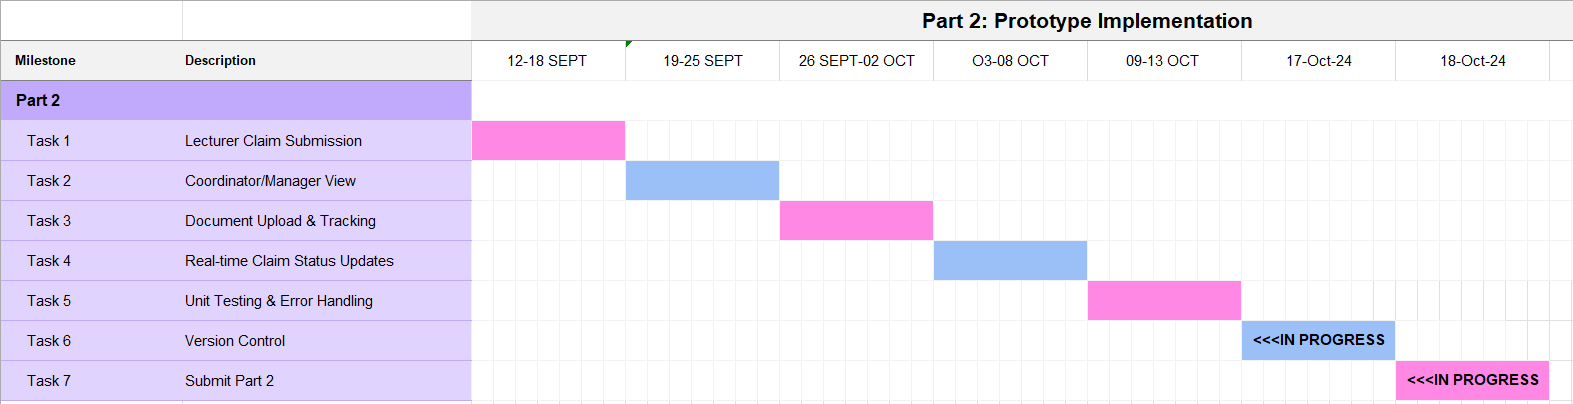 Part 2: Prototype Implementation
Milestone Description 12-18 SEPT 19-25 SEPT 26 SEPT-02 OCT O3-08 OCT 09-13 OCT 17-Oct-24 18-Oct-24
Part 2
Task 1 Lecturer Claim Submission
Task 2 Coordinator/Manager View
Task 3 Document Upload & Tracking
Task 4 Real-time Claim Status Updates
Task 5 Unit Testing & Error Handling
Task 6 Version Control <<<IN PROGRESS
Task 7 Submit Part 2 <<<IN PROGRESS